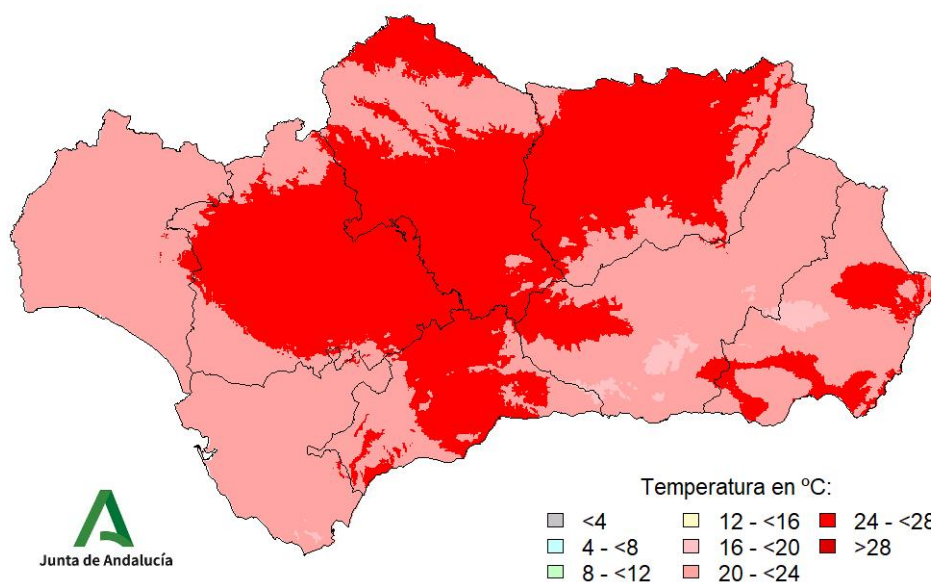 Temperatura en ºC:
<4 12 - <16 24 - <28
4 - <8 16 - <20 >28
8 - <12 20 - <24
Junta de Andalucía